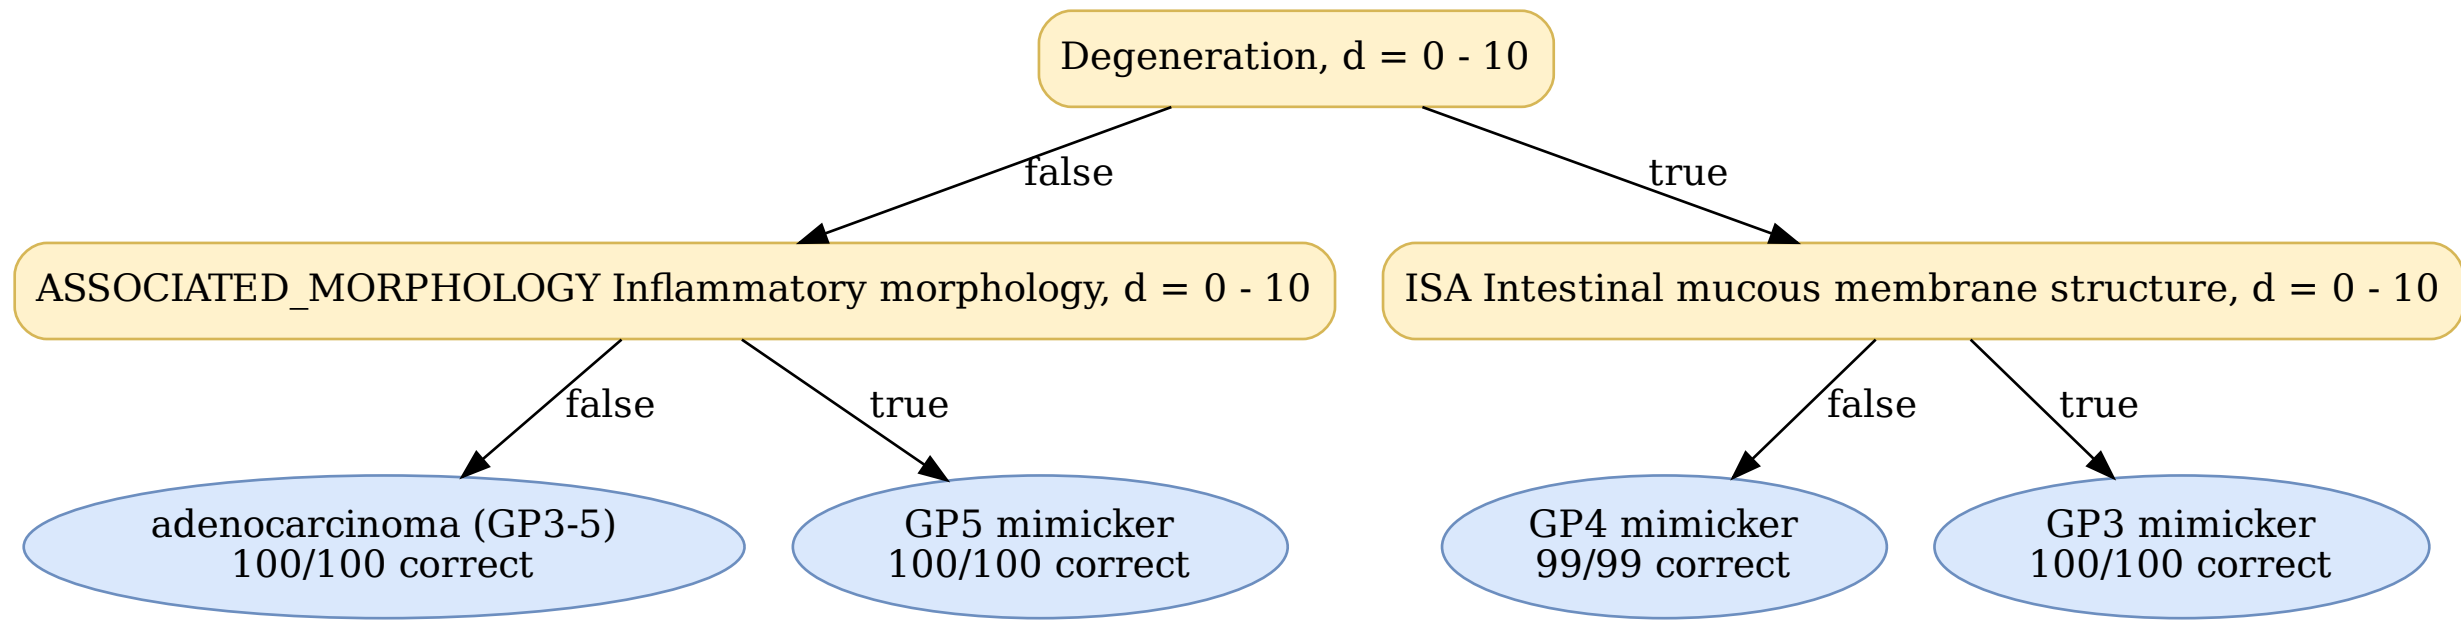 Degeneration, d = 0 - 10
false
true
ASSOCIATED_MORPHOLOGY Inflammatory morphology, d = 0 - 10
ISA Intestinal mucous membrane structure, d = 0 - 10
false
true
false
true
adenocarcinoma (GP3-5)
100/100 correct
GP5 mimicker
100/100 correct
GP4 mimicker
99/99 correct
GP3 mimicker
100/100 correct